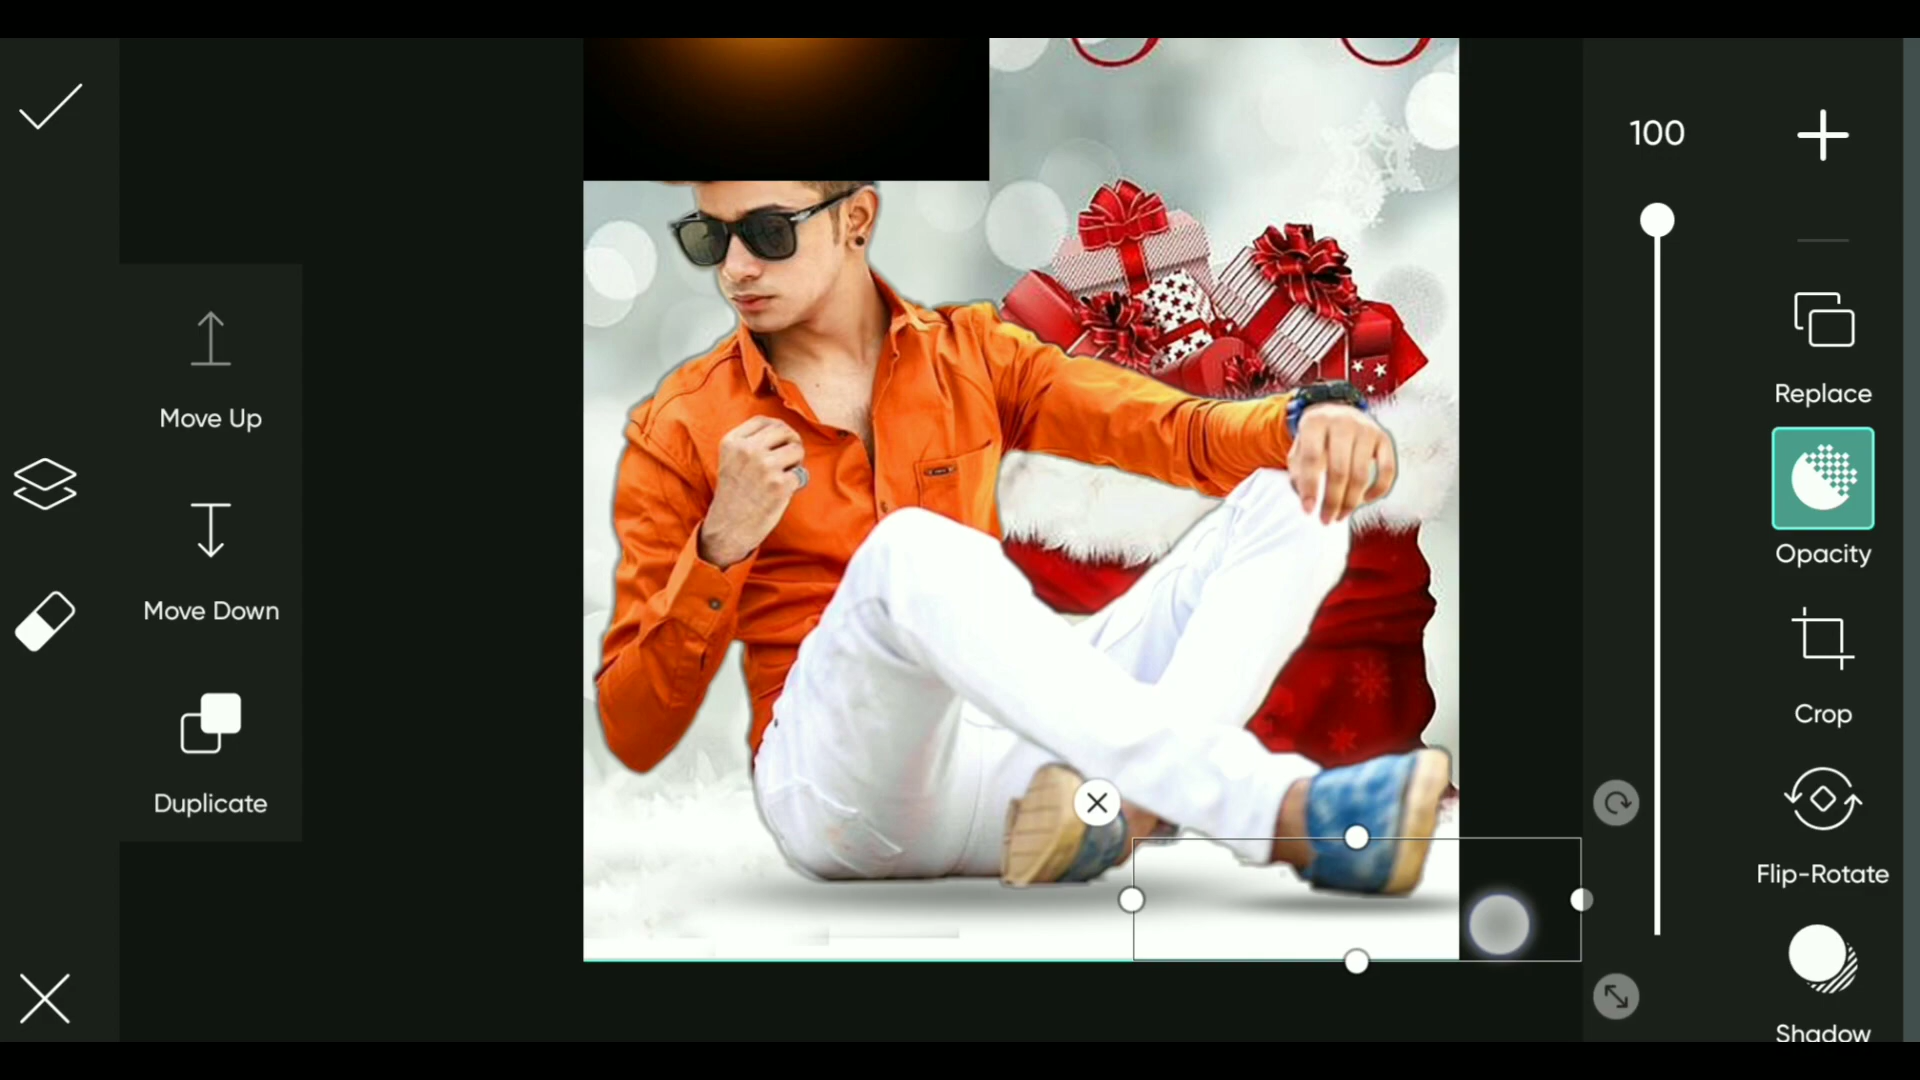 100
Replace
Move Up
Opacity
Move Down
Crop
Duplicate
Flip-Rotate
Shadow